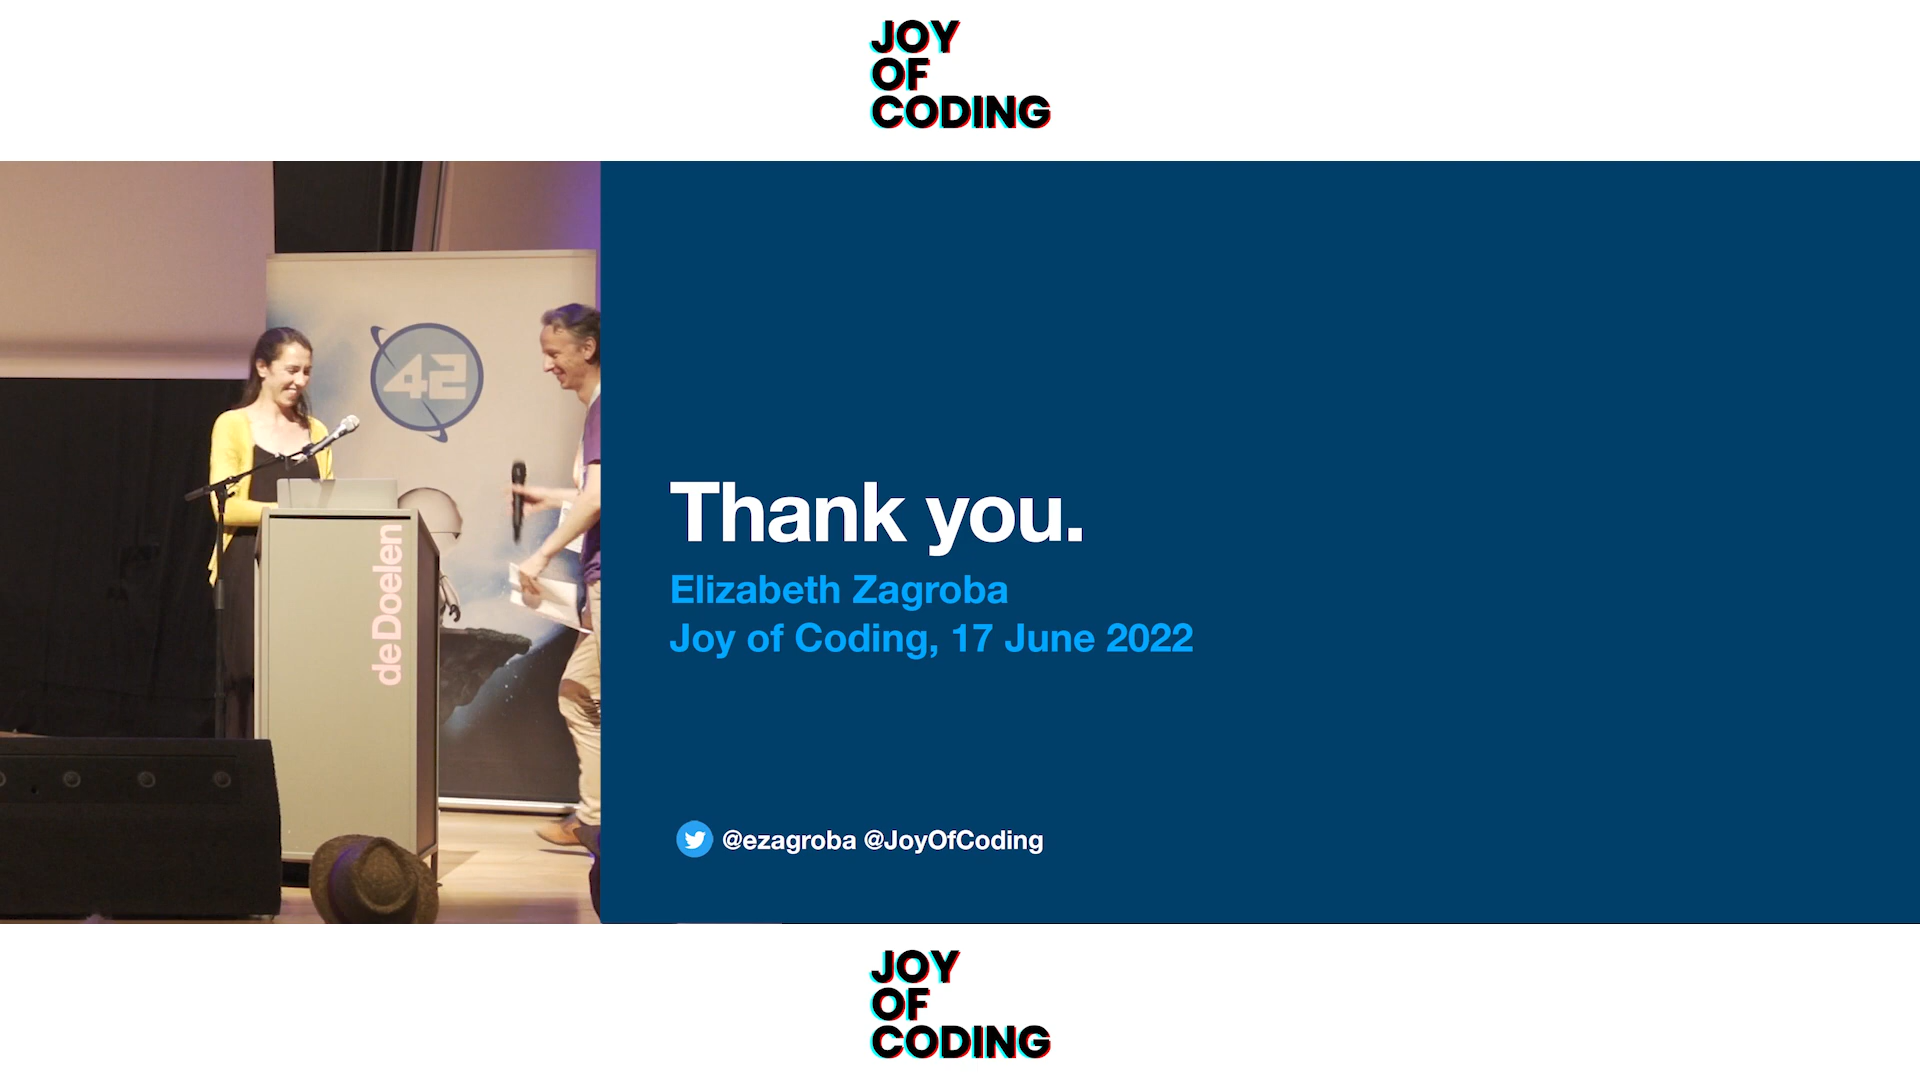 JOY
OF
CODING
42
deDoelen
Thank you.
Elizabeth Zagroba
Joy of Coding, 17 June 2022
@ezagroba @JoyOfCoding
JOY
OF
CODING